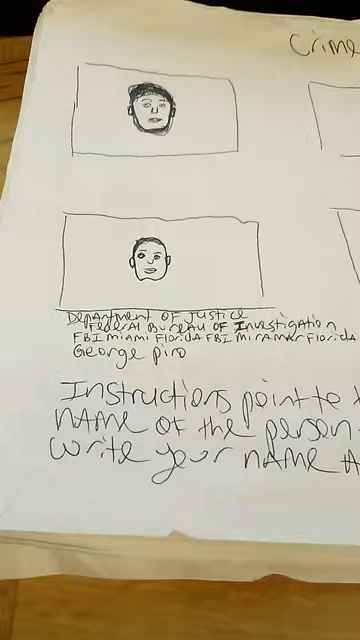 Crime
Department of Justice
Federal Bureau of Investigation
FBI Miami Florida FBI Miramar Florida
George piro
Instructions point to
name of the person
write your name